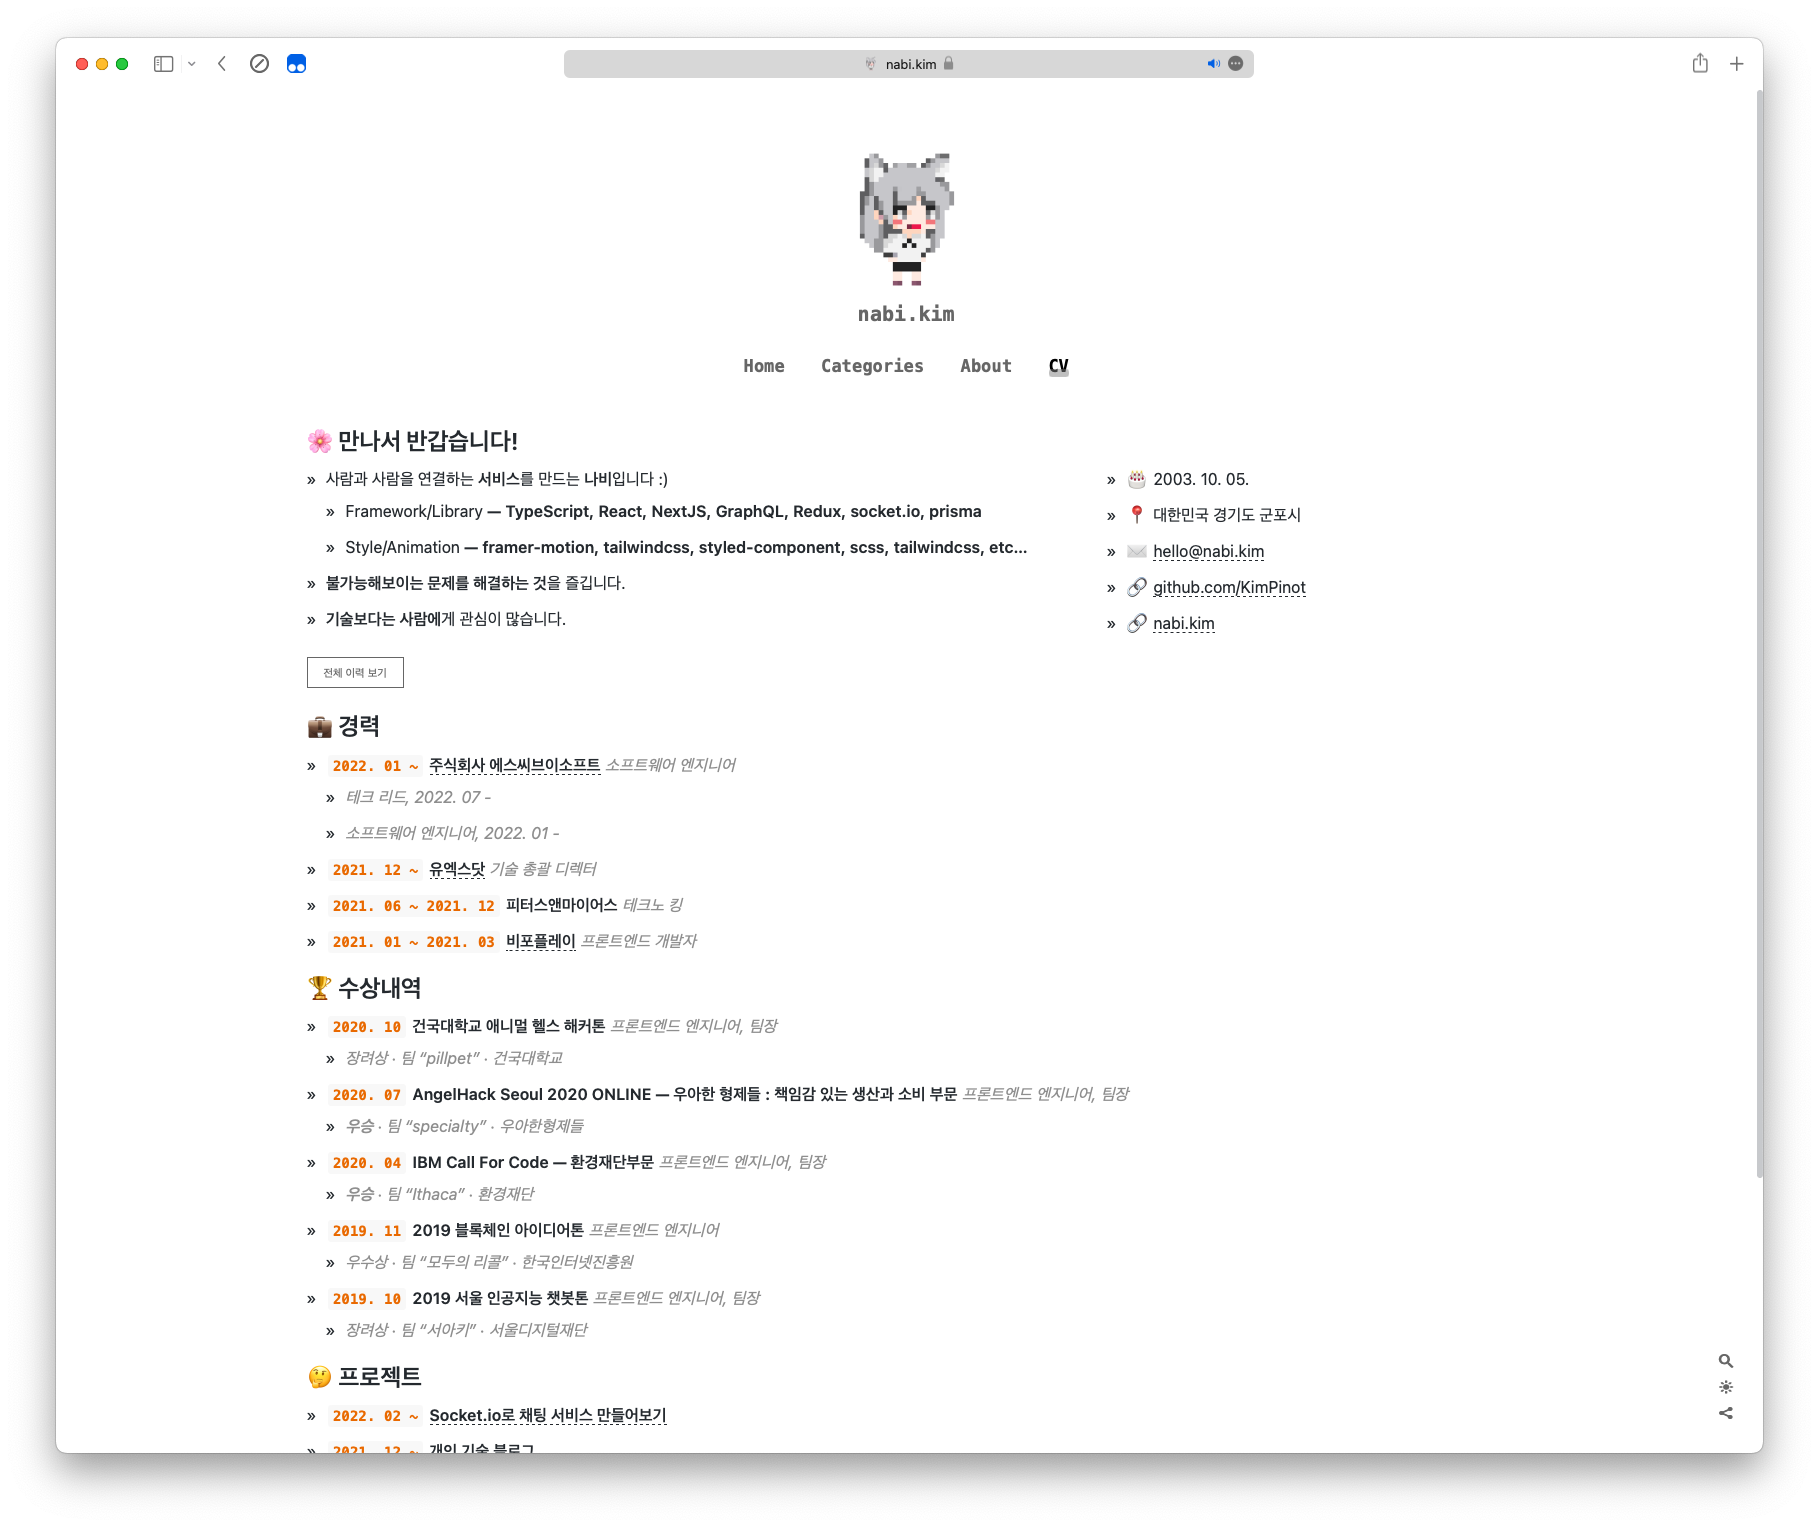 nabi.kim
nabi.kim
Home Categories About CV
🌸 만나서 반갑습니다!
» 사람과 사람을 연결하는 서비스를 만드는 나비입니다 :)
» Framework/Library — TypeScript, React, NextJS, GraphQL, Redux, socket.io, prisma
» Style/Animation — framer-motion, tailwindcss, styled-component, scss, tailwindcss, etc...
» 불가능해보이는 문제를 해결하는 것을 즐깁니다.
» 기술보다는 사람에게 관심이 많습니다.
» 🎂 2003. 10. 05.
» 📍 대한민국 경기도 군포시
» ✉️ hello@nabi.kim
» 🔗 github.com/KimPinot
» 🔗 nabi.kim
전체 이력 보기
💼 경력
» 2022. 01 ~ 주식회사 에스씨브이소프트 소프트웨어 엔지니어
» 테크 리드, 2022. 07 -
» 소프트웨어 엔지니어, 2022. 01 -
» 2021. 12 ~ 유엑스닷 기술 총괄 디렉터
» 2021. 06 ~ 2021. 12 피터스앤마이어스 테크노 킹
» 2021. 01 ~ 2021. 03 비포플레이 프론트엔드 개발자
🏆 수상내역
» 2020. 10 건국대학교 애니멀 헬스 해커톤 프론트엔드 엔지니어, 팀장
» 장려상 · 팀 “pillpet” · 건국대학교
» 2020. 07 AngelHack Seoul 2020 ONLINE — 우아한 형제들 : 책임감 있는 생산과 소비 부문 프론트엔드 엔지니어, 팀장
» 우승 · 팀 “specialty” · 우아한형제들
» 2020. 04 IBM Call For Code — 환경재단부문 프론트엔드 엔지니어, 팀장
» 우승 · 팀 “Ithaca” · 환경재단
» 2019. 11 2019 블록체인 아이디어톤 프론트엔드 엔지니어
» 우수상 · 팀 “모두의 리콜” · 한국인터넷진흥원
» 2019. 10 2019 서울 인공지능 챗봇톤 프론트엔드 엔지니어, 팀장
» 장려상 · 팀 “서아키” · 서울디지털재단
🤔 프로젝트
» 2022. 02 ~ Socket.io로 채팅 서비스 만들어보기
» 2021. 12 ~ 개인 기술 블로그